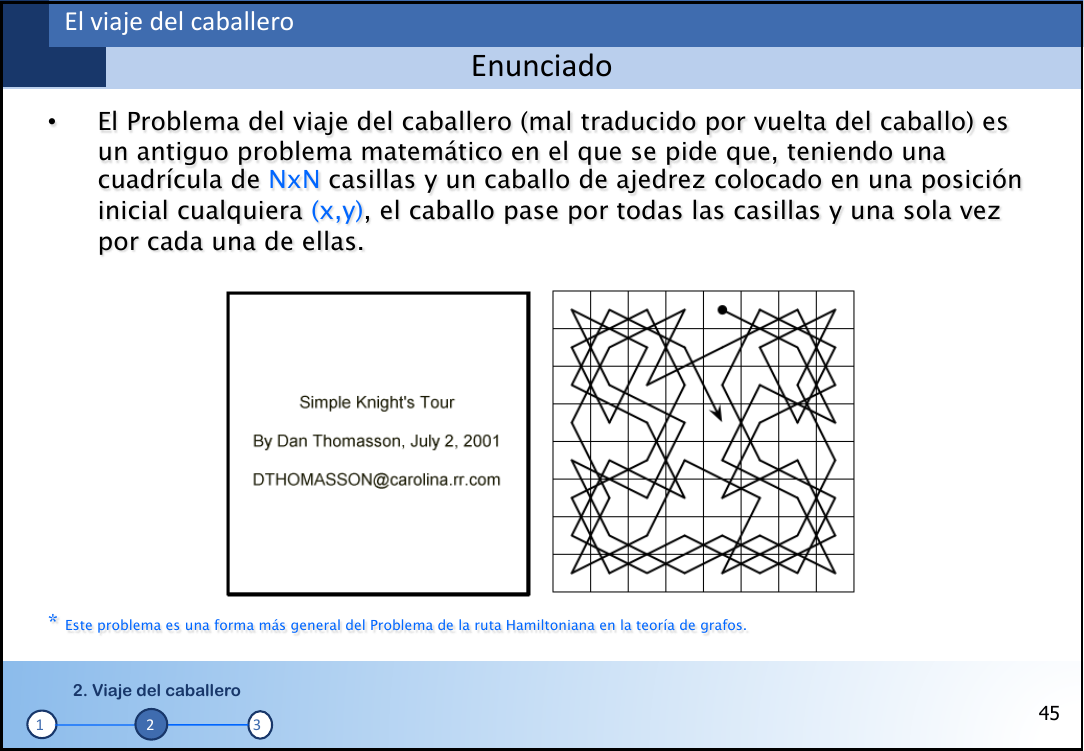 El viaje del caballero
Enunciado
• El Problema del viaje del caballero (mal traducido por vuelta del caballo) es
un antiguo problema matemático en el que se pide que, teniendo una
cuadrícula de NxN casillas y un caballo de ajedrez colocado en una posición
inicial cualquiera (x,y), el caballo pase por todas las casillas y una sola vez
por cada una de ellas.
Simple Knight's Tour
By Dan Thomasson, July 2, 2001
DTHOMASSON@carolina.rr.com
* Este problema es una forma más general del Problema de la ruta Hamiltoniana en la teoría de grafos.
2. Viaje del caballero
1 2 3
45